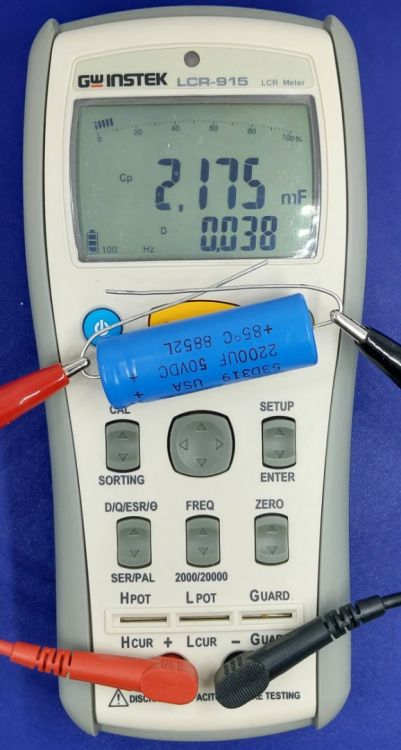 GW INSTEK LCR-915 LCR Meter
0 20 40 60 80 100%
Cp 2.175 mF
D 0.038
100 Hz
53D319 USA
2200UF 50VDC
+85°C 8852L
+ +
CAL SETUP
SORTING ENTER
D/Q/ESR/Θ FREQ ZERO
SER/PAL 2000/20000
HPOT LPOT GUARD
HCUR + LCUR -
TESTING